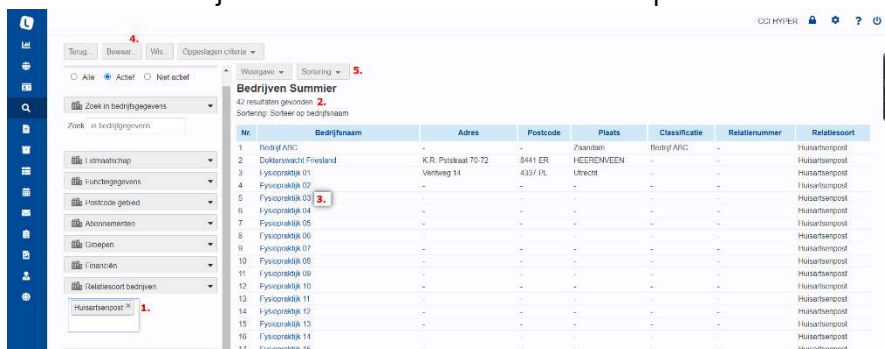 CCI HYPER
4.
Terug... Bewaar... Wis... Opgeslagen criteria
Alle Actief Niet actief
Weergave Sortering 5.
Bedrijven Summier
42 resultaten gevonden 2.
Sortering: Sorteer op bedrijfsnaam
Zoek in bedrijfsgegevens
Zoek in bedrijfsgegevens
Lidmaatschap
Functiegegevens
Postcode gebied
Abonnementen
Groepen
Financiën
Relatiesoort bedrijven
Huisartsenpost × 1.
Nr. Bedrijfsnaam Adres Postcode Plaats Classificatie Relatienummer Relatiesoort
1 Bedrijf ABC - - Zaandam Bedrijf ABC - Huisartsenpost
2 Dokterswacht Friesland K.R. Poststraat 70-72 8441 ER HEERENVEEN - - Huisartsenpost
3 Fysiopraktijk 01 Ventweg 14 4337 PL Utrecht - - Huisartsenpost
4 Fysiopraktijk 02 - - - - - Huisartsenpost
5 Fysiopraktijk 03 3. - - - - - Huisartsenpost
6 Fysiopraktijk 04 - - - - - Huisartsenpost
7 Fysiopraktijk 05 - - - - - Huisartsenpost
8 Fysiopraktijk 06 - - - - - Huisartsenpost
9 Fysiopraktijk 07 - - - - - Huisartsenpost
10 Fysiopraktijk 08 - - - - - Huisartsenpost
11 Fysiopraktijk 09 - - - - - Huisartsenpost
12 Fysiopraktijk 10 - - - - - Huisartsenpost
13 Fysiopraktijk 11 - - - - - Huisartsenpost
14 Fysiopraktijk 12 - - - - - Huisartsenpost
15 Fysiopraktijk 13 - - - - - Huisartsenpost
16 Fysiopraktijk 14 - - - - - Huisartsenpost
17 Fysiopraktijk 15 - - - - - Huisartsenpost